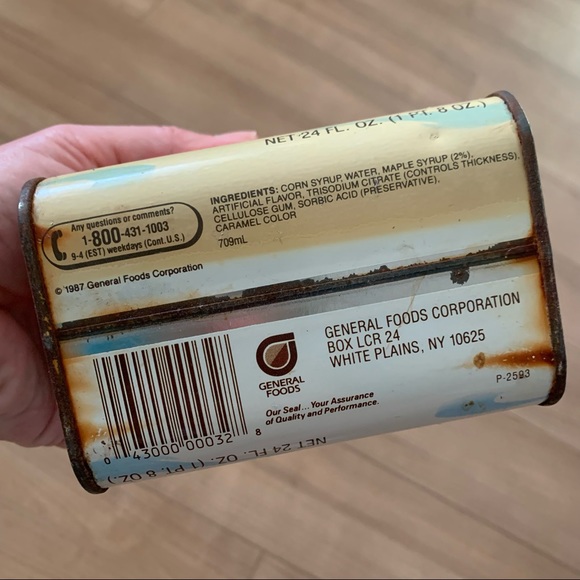 NET 24 FL. OZ. (1 PT. 8 OZ.)
Any questions or comments?
1-800-431-1003
9-4 (EST) weekdays (Cont. U.S.)
INGREDIENTS: CORN SYRUP, WATER, MAPLE SYRUP (2%).
ARTIFICIAL FLAVOR, TRISODIUM CITRATE (CONTROLS THICKNESS).
CELLULOSE GUM, SORBIC ACID (PRESERVATIVE).
CARAMEL COLOR
709mL
© 1987 General Foods Corporation
GENERAL FOODS CORPORATION
BOX LCR 24
WHITE PLAINS, NY 10625
P-2593
GENERAL
FOODS
Our Seal... Your Assurance
of Quality and Performance.
0 43000 00032 8
NET 24 FL. OZ. (1 PT. 8 OZ.)